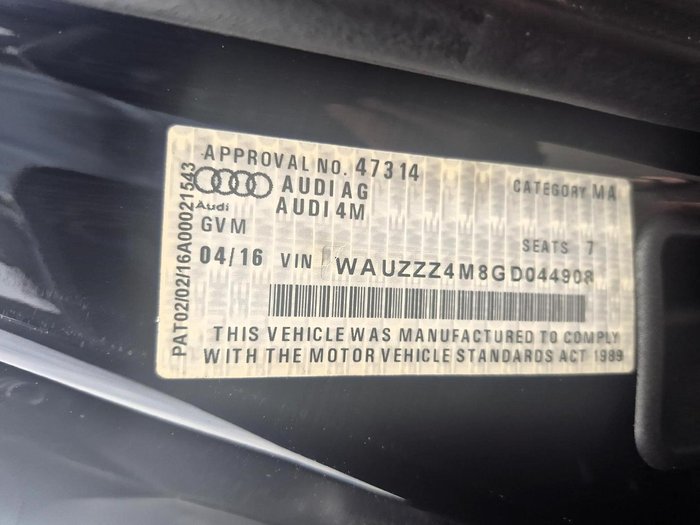 APPROVAL NO. 47314
AUDI AG CATEGORY MA
Audi AUDI 4M
GVM SEATS 7
04/16 VIN WAUZZZ4M8GD044908
THIS VEHICLE WAS MANUFACTURED TO COMPLY
WITH THE MOTOR VEHICLE STANDARDS ACT 1989
PAT02/02/16A00021543